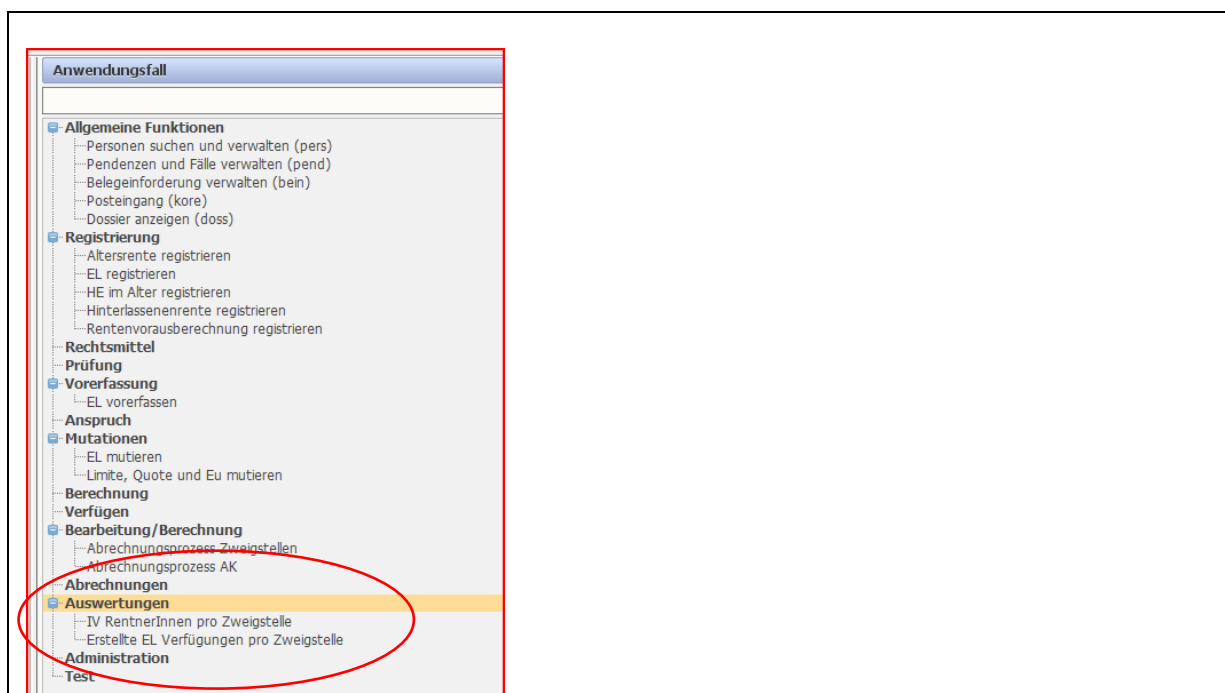 Anwendungsfall
Allgemeine Funktionen
Personen suchen und verwalten (pers)
Pendenzen und Fälle verwalten (pend)
Belegeinforderung verwalten (bein)
Posteingang (kore)
Dossier anzeigen (doss)
Registrierung
Altersrente registrieren
EL registrieren
HE im Alter registrieren
Hinterlassenenrente registrieren
Rentenvorausberechnung registrieren
Rechtsmittel
Prüfung
Vorerfassung
EL vorerfassen
Anspruch
Mutationen
EL mutieren
Limite, Quote und Eu mutieren
Berechnung
Verfügen
Bearbeitung/Berechnung
Abrechnungsprozess Zweigstellen
Abrechnungsprozess AK
Abrechnungen
Auswertungen
IV RentnerInnen pro Zweigstelle
Erstellte EL Verfügungen pro Zweigstelle
Administration
Test